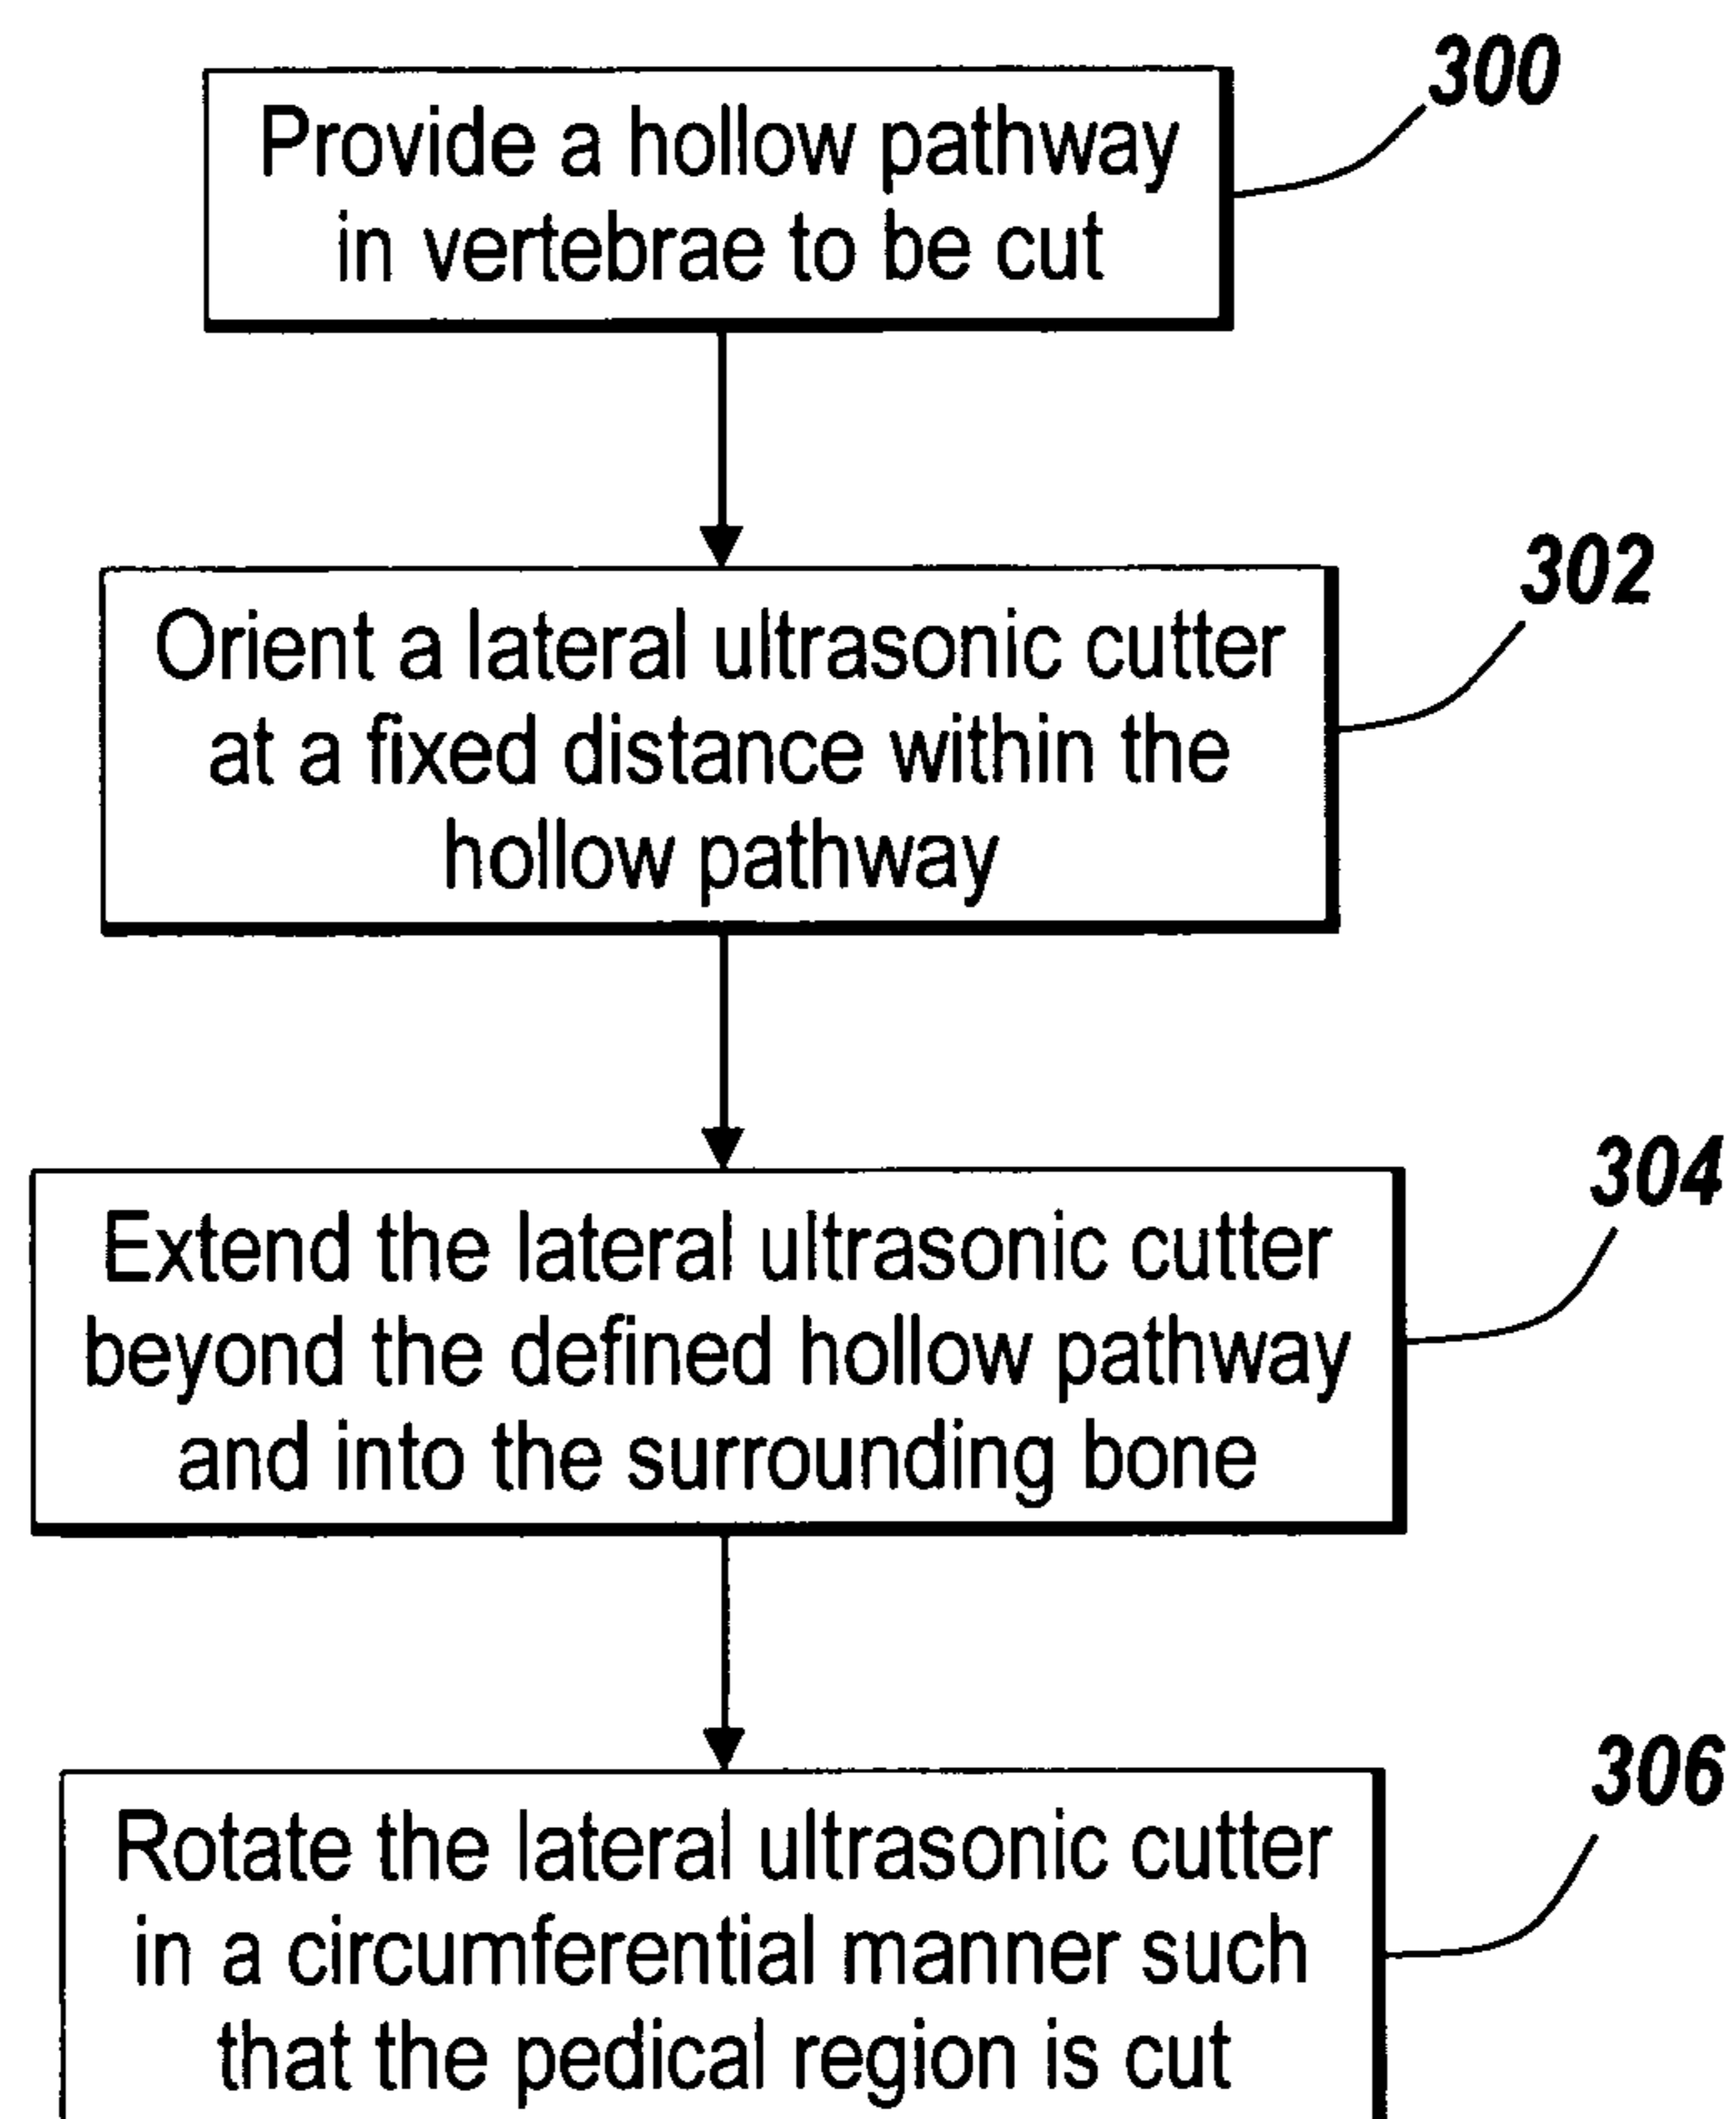 300
Provide a hollow pathway
in vertebrae to be cut
302
Orient a lateral ultrasonic cutter
at a fixed distance within the
hollow pathway
304
Extend the lateral ultrasonic cutter
beyond the defined hollow pathway
and into the surrounding bone
306
Rotate the lateral ultrasonic cutter
in a circumferential manner such
that the pedical region is cut